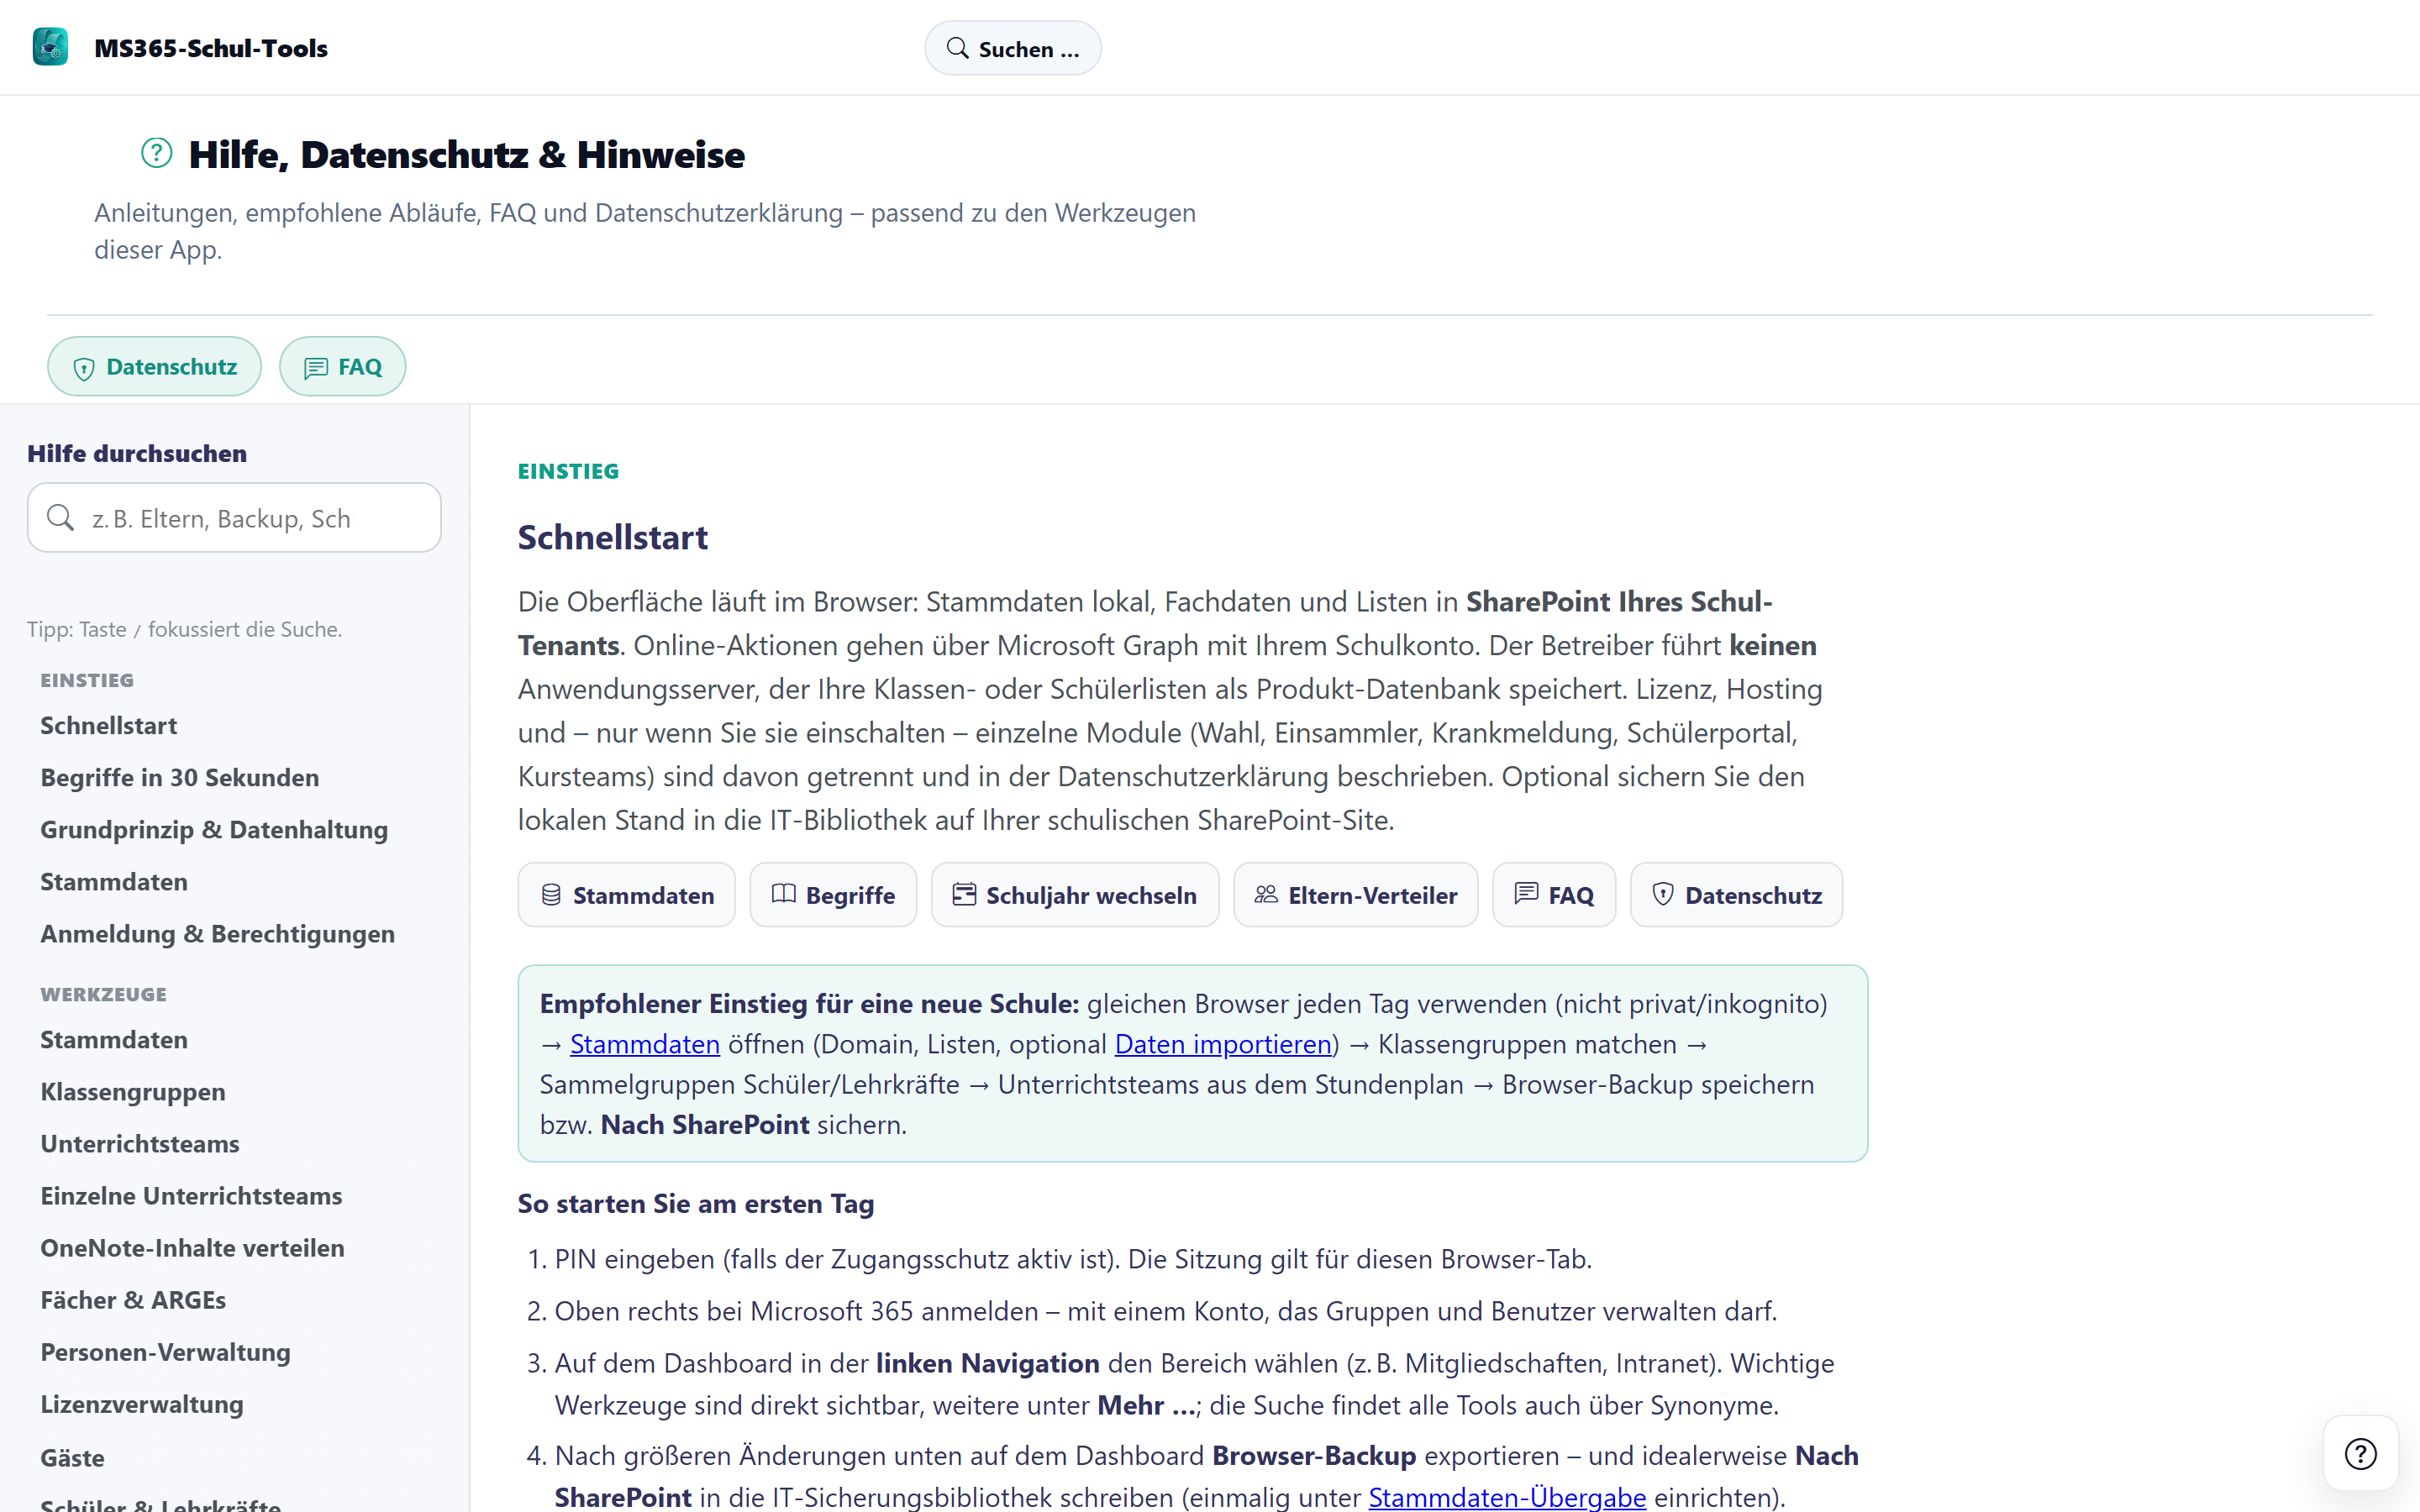 MS365-Schul-Tools
Suchen ...
Hilfe, Datenschutz & Hinweise
Anleitungen, empfohlene Abläufe, FAQ und Datenschutzerklärung – passend zu den Werkzeugen
dieser App.
Datenschutz
FAQ
Hilfe durchsuchen
z. B. Eltern, Backup, Sch
Tipp: Taste / fokussiert die Suche.
EINSTIEG
Schnellstart
Begriffe in 30 Sekunden
Grundprinzip & Datenhaltung
Stammdaten
Anmeldung & Berechtigungen
WERKZEUGE
Stammdaten
Klassengruppen
Unterrichtsteams
Einzelne Unterrichtsteams
OneNote-Inhalte verteilen
Fächer & ARGEs
Personen-Verwaltung
Lizenzverwaltung
Gäste
Schüler & Lehrkräfte
EINSTIEG
Schnellstart
Die Oberfläche läuft im Browser: Stammdaten lokal, Fachdaten und Listen in SharePoint Ihres Schul-
Tenants. Online-Aktionen gehen über Microsoft Graph mit Ihrem Schulkonto. Der Betreiber führt keinen
Anwendungsserver, der Ihre Klassen- oder Schülerlisten als Produkt-Datenbank speichert. Lizenz, Hosting
und – nur wenn Sie sie einschalten – einzelne Module (Wahl, Einsammler, Krankmeldung, Schülerportal,
Kursteams) sind davon getrennt und in der Datenschutzerklärung beschrieben. Optional sichern Sie den
lokalen Stand in die IT-Bibliothek auf Ihrer schulischen SharePoint-Site.
Stammdaten
Begriffe
Schuljahr wechseln
Eltern-Verteiler
FAQ
Datenschutz
Empfohlener Einstieg für eine neue Schule: gleichen Browser jeden Tag verwenden (nicht privat/inkognito)
→ Stammdaten öffnen (Domain, Listen, optional Daten importieren) → Klassengruppen matchen →
Sammelgruppen Schüler/Lehrkräfte → Unterrichtsteams aus dem Stundenplan → Browser-Backup speichern
bzw. Nach SharePoint sichern.
So starten Sie am ersten Tag
1. PIN eingeben (falls der Zugangsschutz aktiv ist). Die Sitzung gilt für diesen Browser-Tab.
2. Oben rechts bei Microsoft 365 anmelden – mit einem Konto, das Gruppen und Benutzer verwalten darf.
3. Auf dem Dashboard in der linken Navigation den Bereich wählen (z. B. Mitgliedschaften, Intranet). Wichtige
Werkzeuge sind direkt sichtbar, weitere unter Mehr ...; die Suche findet alle Tools auch über Synonyme.
4. Nach größeren Änderungen unten auf dem Dashboard Browser-Backup exportieren – und idealerweise Nach
SharePoint in die IT-Sicherungsbibliothek schreiben (einmalig unter Stammdaten-Übergabe einrichten).